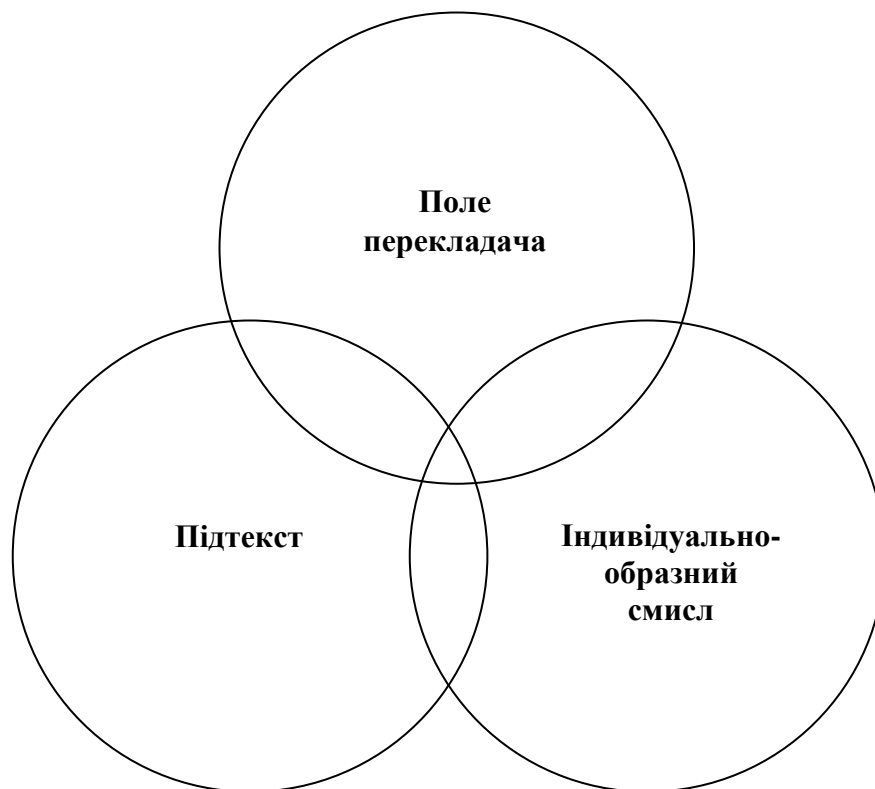 Поле
перекладача
Підтекст
Індивідуально-
образний
смисл